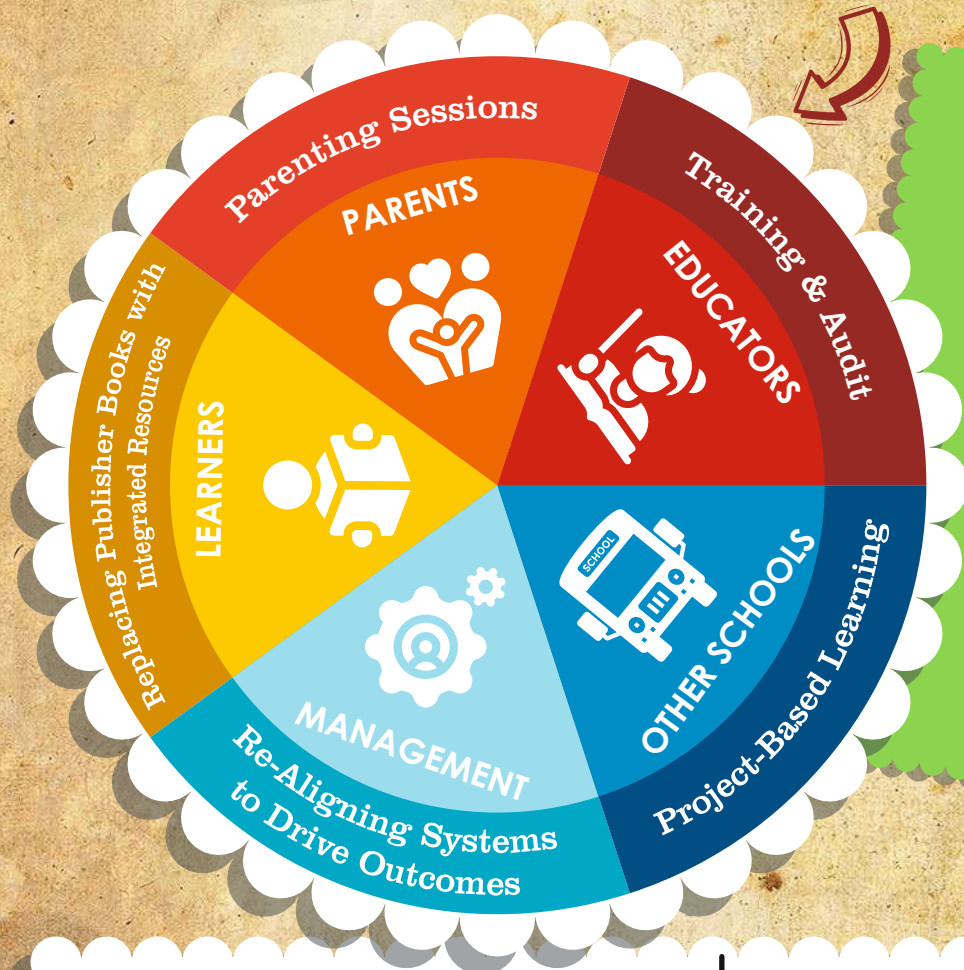 Parenting Sessions
PARENTS
Training & Audit
EDUCATORS
Project-Based Learning
OTHER SCHOOLS
SCHOOL
Re-Aligning Systems
to Drive Outcomes
MANAGEMENT
Replacing Publisher Books with
Integrated Resources
LEARNERS